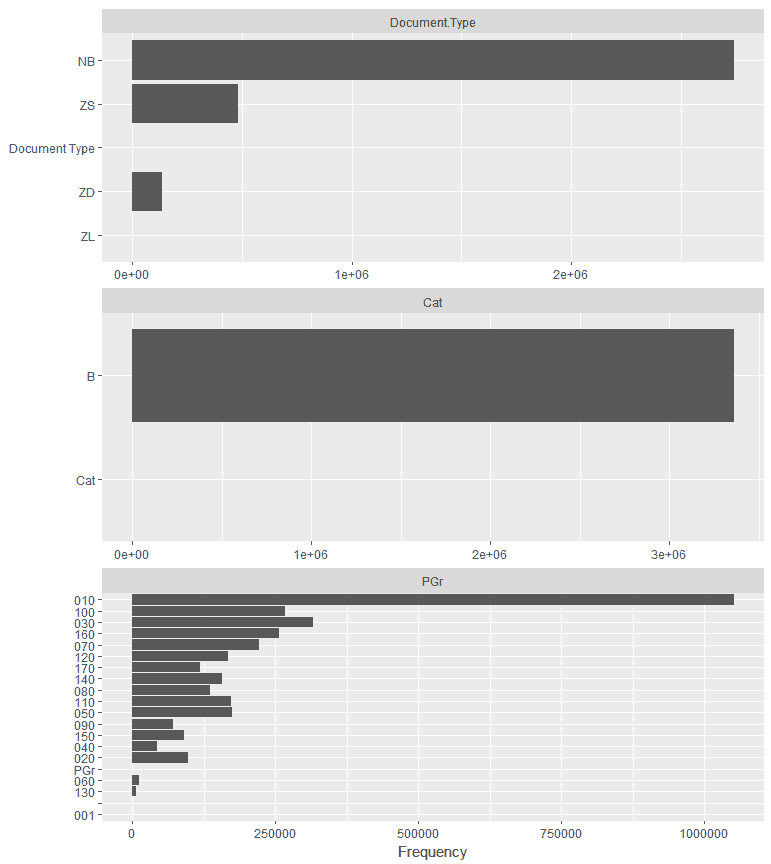 Document.Type
NB
ZS
Document Type
ZD
ZL
0e+00 1e+06 2e+06
Cat
B
Cat
0e+00 1e+06 2e+06 3e+06
PGr
010
100
030
160
070
120
170
140
080
110
050
090
150
040
020
PGr
060
130
001
0 250000 500000 750000 1000000
Frequency